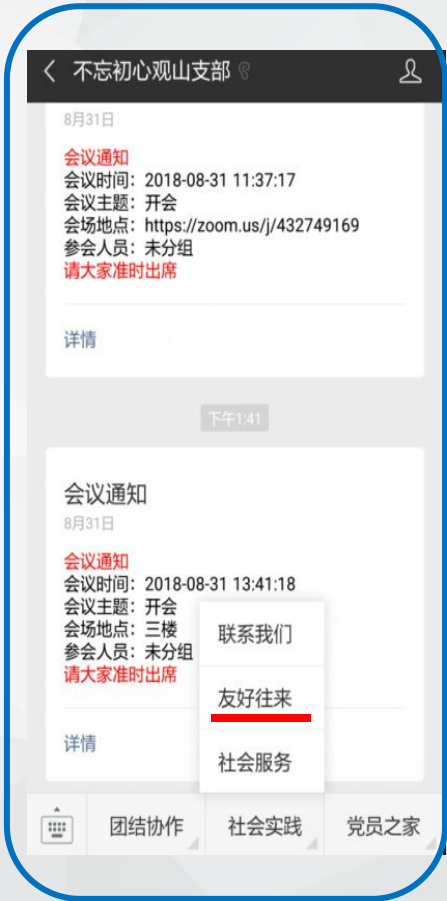 不忘初心观山支部
8月31日
会议通知
会议时间：2018-08-31 11:37:17
会议主题：开会
会场地点：https://zoom.us/j/432749169
参会人员：未分组
请大家准时出席
详情
下午1:41
会议通知
8月31日
会议通知
会议时间：2018-08-31 13:41:18
会议主题：开会
会场地点：三楼
参会人员：未分组
请大家准时出席
详情
联系我们
友好往来
社会服务
团结协作
社会实践
党员之家